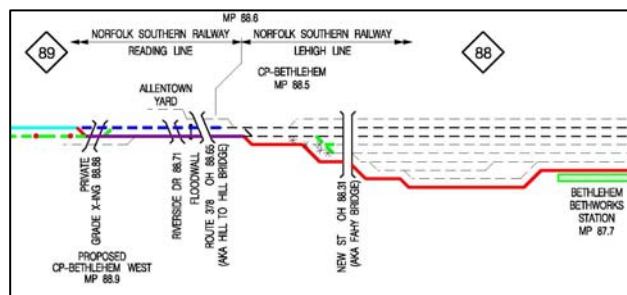 MP 88.6
89
NORFOLK SOUTHERN RAILWAY
READING LINE
NORFOLK SOUTHERN RAILWAY
LEHIGH LINE
88
CP-BETHLEHEM
MP 88.5
ALLENTOWN
YARD
PRIVATE
GRADE X-ING 88.86
RIVERSIDE DR 88.71
FLOODWALL
ROUTE 378 OH 88.65
(AKA HILL TO HILL BRIDGE)
NEW ST OH 88.31
(AKA FAHY BRIDGE)
PROPOSED
CP-BETHLEHEM WEST
MP 88.9
BETHLEHEM
BETHWORKS
STATION
MP 87.7